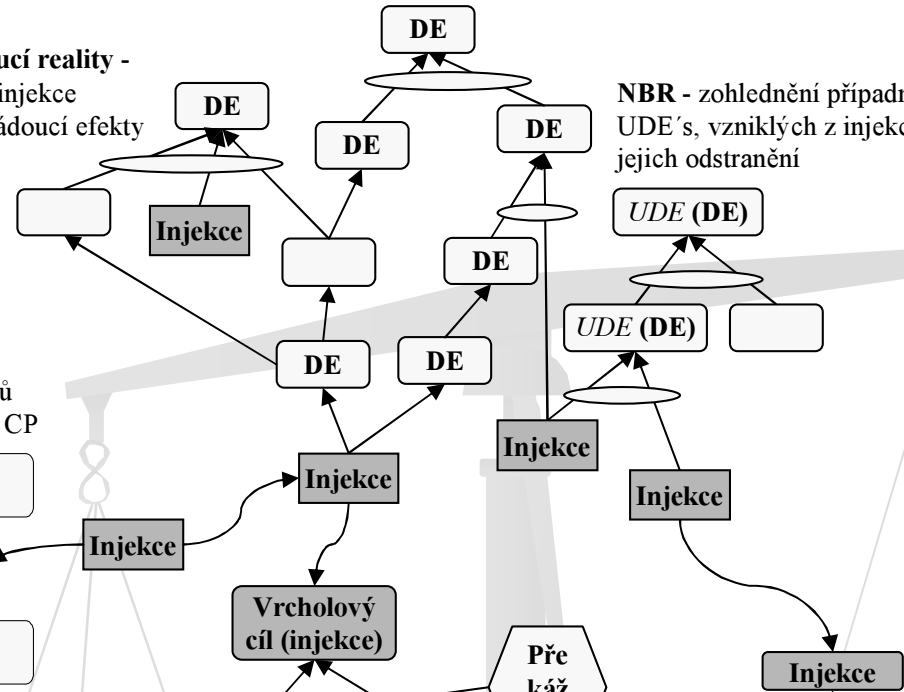 DE
ucí reality -
injekce
ádoucí efekty
DE
DE
DE
NBR - zohlednění případn
UDE´s, vzniklých z injekc
jejich odstranění
Injekce
UDE (DE)
DE
UDE (DE)
DE
DE
ů
CP
Injekce
Injekce
Injekce
Injekce
Vrcholový
cíl (injekce)
Pře
káž
Injekce